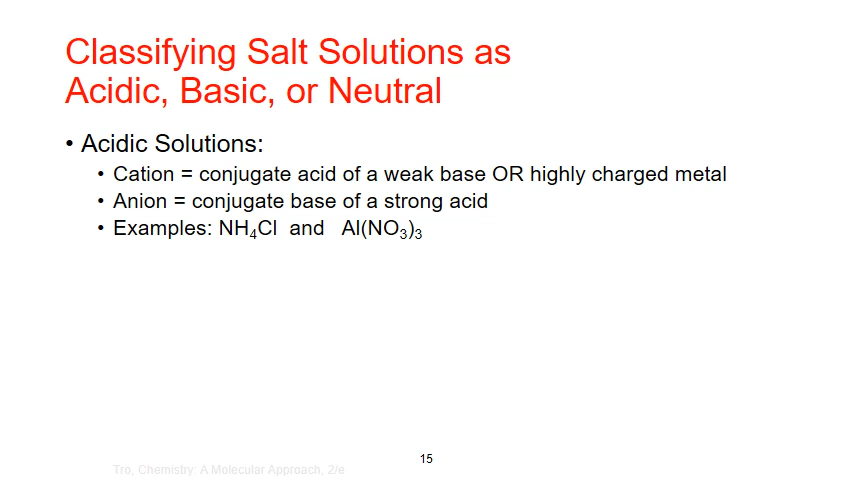 Classifying Salt Solutions as
Acidic, Basic, or Neutral
• Acidic Solutions:
• Cation = conjugate acid of a weak base OR highly charged metal
• Anion = conjugate base of a strong acid
• Examples: NH₄Cl and Al(NO₃)₃
15
Tro, Chemistry: A Molecular Approach, 2/e